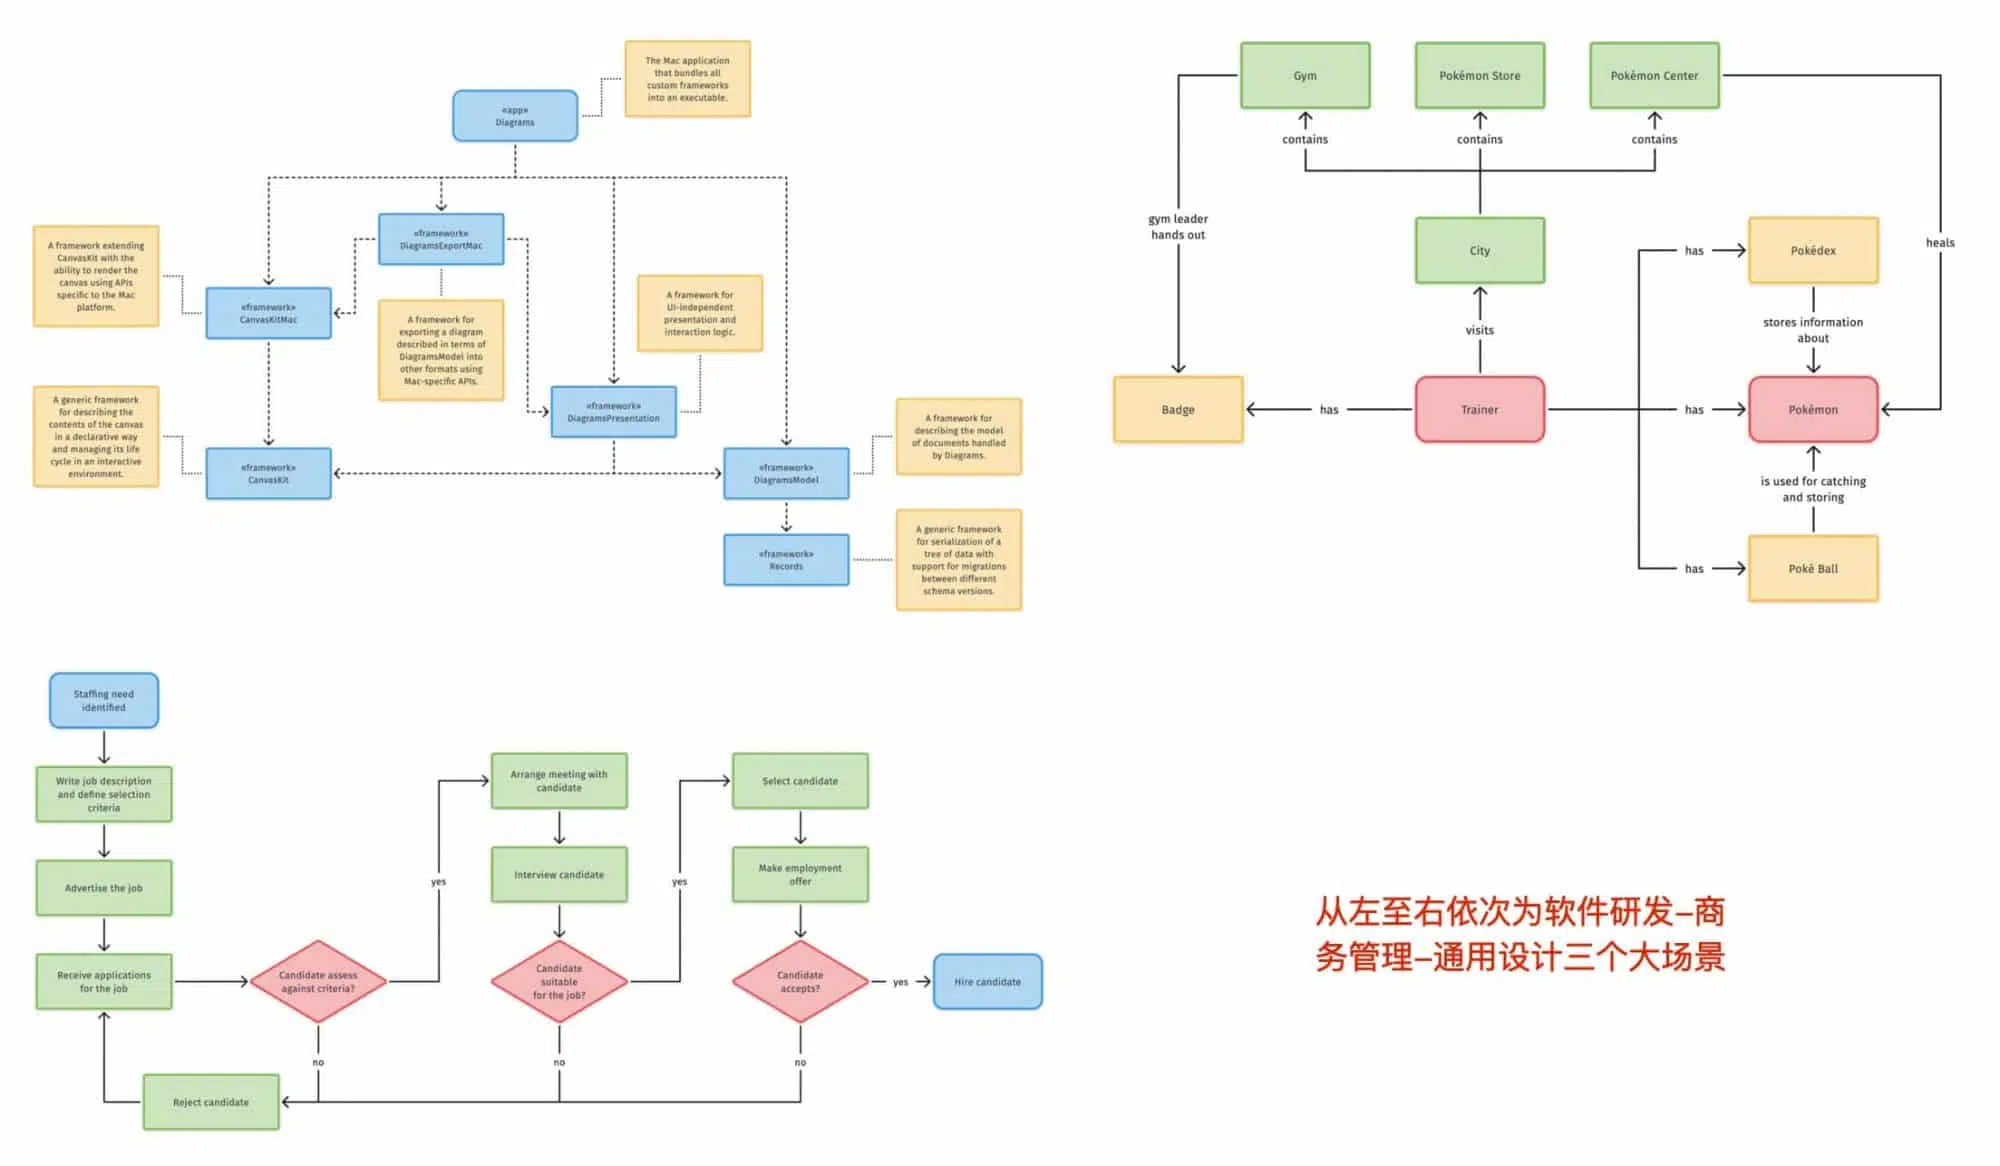 The Mac application
that bundles all
custom frameworks
into an executable.
«app»
Diagrams
«framework»
DiagramsExportMac
A framework extending
CanvasKit with the
ability to render the
canvas using APIs
specific to the Mac
platform.
«framework»
CanvasKitMac
A framework for
exporting a diagram
described in terms of
DiagramsModel into
other formats using
Mac-specific APIs.
A framework for
UI-independent
presentation and
interaction logic.
A generic framework
for describing the
contents of the canvas
in a declarative way
and managing its life
cycle in an interactive
environment.
«framework»
DiagramsPresentation
«framework»
CanvasKit
A framework for
describing the model
of documents handled
by Diagrams.
«framework»
DiagramsModel
«framework»
Records
A generic framework
for serialization of a
tree of data with
support for migrations
between different
schema versions.
Gym
Pokémon Store
Pokémon Center
contains
contains
contains
gym leader
hands out
City
has
Pokédex
heals
visits
stores information
about
Badge
has
Trainer
has
Pokémon
is used for catching
and storing
has
Poké Ball
Staffing need
identified
Write job description
and define selection
criteria
Advertise the job
Receive applications
for the job
Candidate assess
against criteria?
yes
no
Arrange meeting with
candidate
Interview candidate
Candidate
suitable
for the job?
yes
no
Select candidate
Make employment
offer
Candidate
accepts?
yes
no
Hire candidate
Reject candidate
从左至右依次为软件研发–商
务管理–通用设计三个大场景